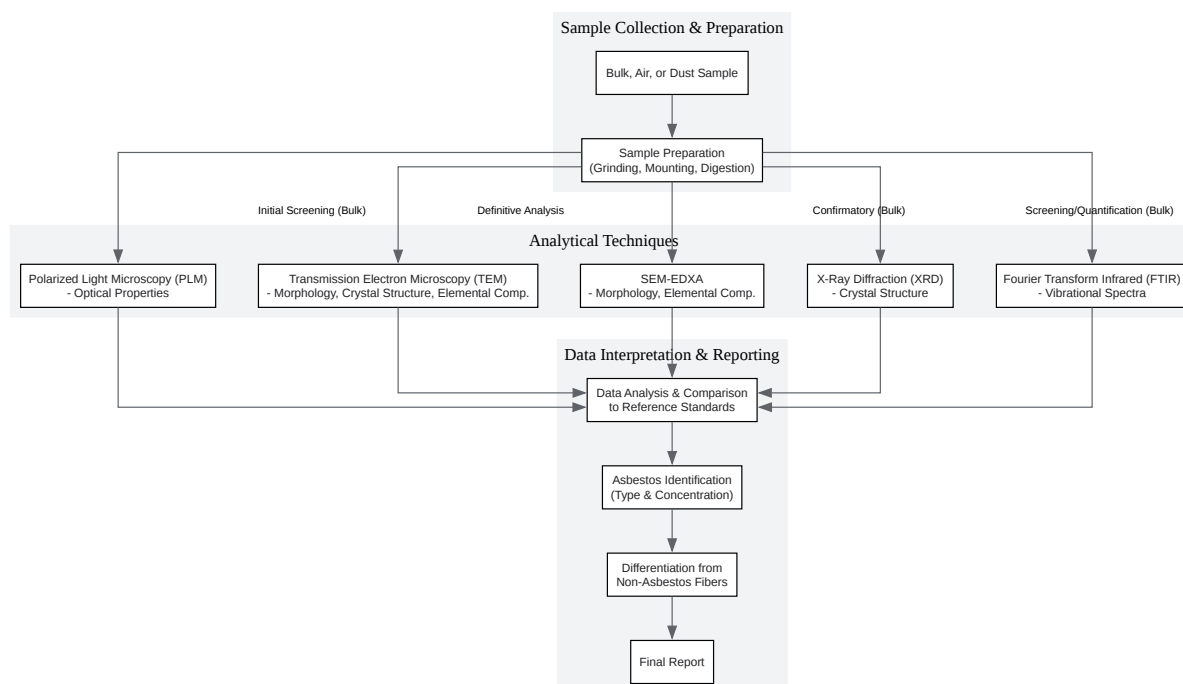 Sample Collection & Preparation
Bulk, Air, or Dust Sample
Sample Preparation
(Grinding, Mounting, Digestion)
Initial Screening (Bulk)
Definitive Analysis
Confirmatory (Bulk)
Screening/Quantification (Bulk)
Analytical Techniques
Polarized Light Microscopy (PLM)
- Optical Properties
Transmission Electron Microscopy (TEM)
- Morphology, Crystal Structure, Elemental Comp.
SEM-EDXA
- Morphology, Elemental Comp.
X-Ray Diffraction (XRD)
- Crystal Structure
Fourier Transform Infrared (FTIR)
- Vibrational Spectra
Data Interpretation & Reporting
Data Analysis & Comparison
to Reference Standards
Asbestos Identification
(Type & Concentration)
Differentiation from
Non-Asbestos Fibers
Final Report